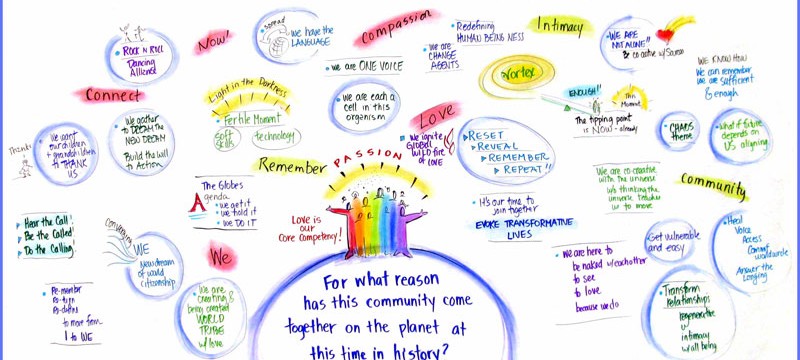 ROCK N ROLL
Dancing
Alliance
Now!
spread
we have the
LANGUAGE
Compassion
Redefining
HUMAN BEING NESS
we are
CHANGE
AGENTS
Intimacy
WE ARE
NOT ALONE!!
& co active w/Source
WE KNOW HOW
We can remember
we are sufficient
& enough
we are ONE VOICE
Vortex
Connect
Light in the Darkness
Fertile Moment
Soft
Skills
technology
we are each a
cell in this
organism
ENOUGH!!
This
Moment
The tipping point
is NOW - already
CHAOS
theme
What if future
depends on
US aligning
Thanks
We want
our children
& grandchildren
to THANK
US
We gather
to DREAM THE
NEW DREAM
Build the Will
to Action
Love
we ignite
GLOBAL
WILD fire
of LOVE
RESET
REVEAL
REMEMBER
REPEAT!!
Remember
PASSION
we are co-creative
with the universe
it's thinking the
universe
us to move
Community
The Globes
Agenda
we get it
we hold it
we DO IT
Love is
our
Core Competency!
It's our time to
join together
EVOKE TRANSFORMATIVE
LIVES
Hear the Call!
Be the Called!
Do the Calling!
Converging
WE
New dream
of world
citizenship
We
We are
creating &
being created
WORLD
TRIBE
w/ love
Re-member
to move from
I to WE
For what reason
has this community come
together on the planet at
this time in history?
We are here to
be naked w/each other
to see
to love
because we do
Get vulnerable
and easy
Heal
Voice
Access
Commit
Answer the
Longing
Transform
relationships
regenerative
intimacy
well being